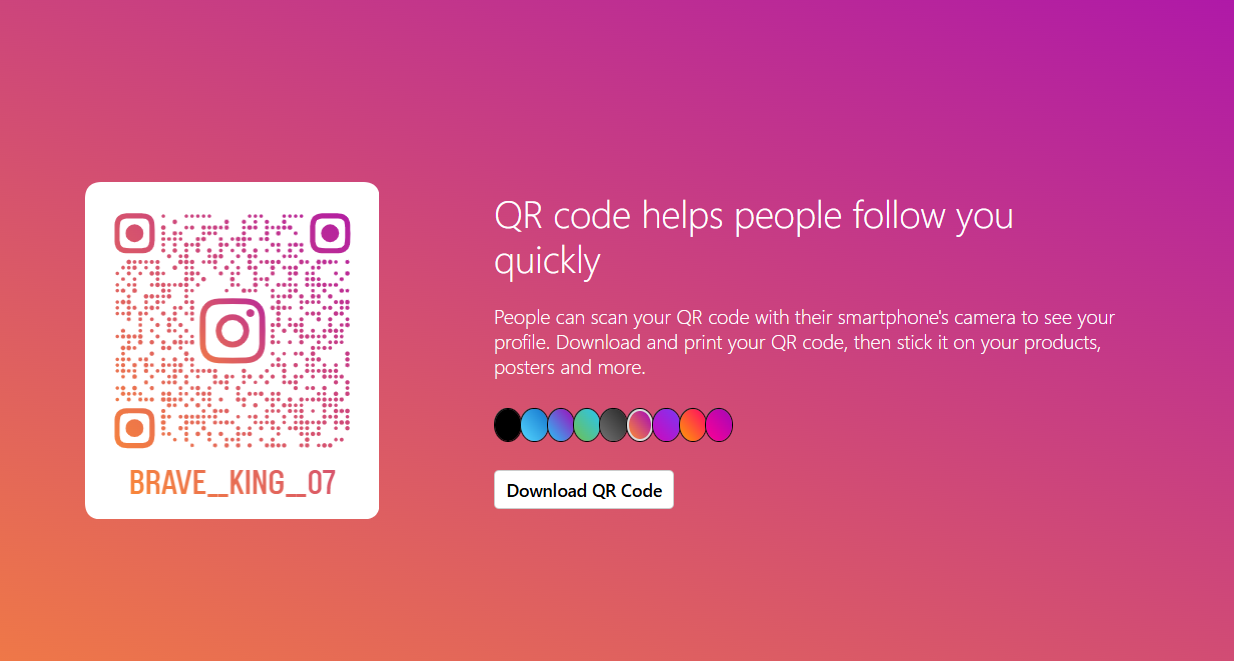 BRAVE__KING__07
QR code helps people follow you
quickly
People can scan your QR code with their smartphone's camera to see your
profile. Download and print your QR code, then stick it on your products,
posters and more.
Download QR Code